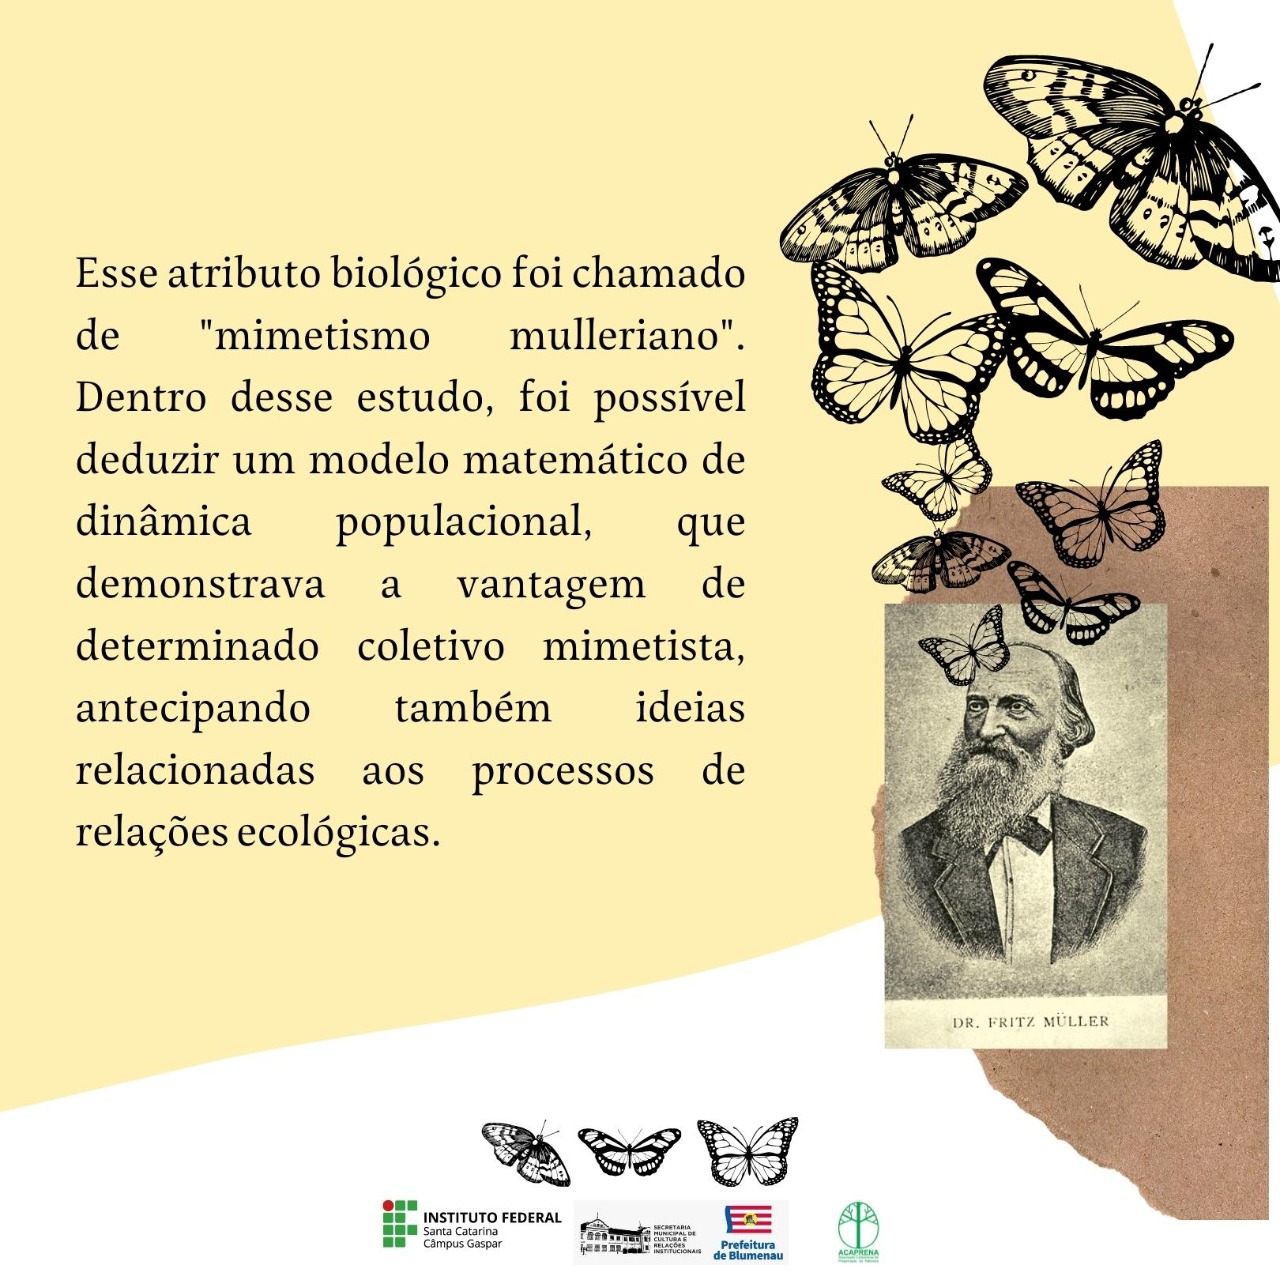 Esse atributo biológico foi chamado
de "mimetismo mulleriano".
Dentro desse estudo, foi possível
deduzir um modelo matemático de
dinâmica populacional, que
demonstrava a vantagem de
determinado coletivo mimetista,
antecipando também ideias
relacionadas aos processos de
relações ecológicas.
DR. FRITZ MÜLLER
INSTITUTO FEDERAL
Santa Catarina
Câmpus Gaspar
SECRETARIA
MUNICIPAL DE
CULTURA E
RELAÇÕES
INSTITUCIONAIS
Prefeitura
de Blumenau
ACAPRENA